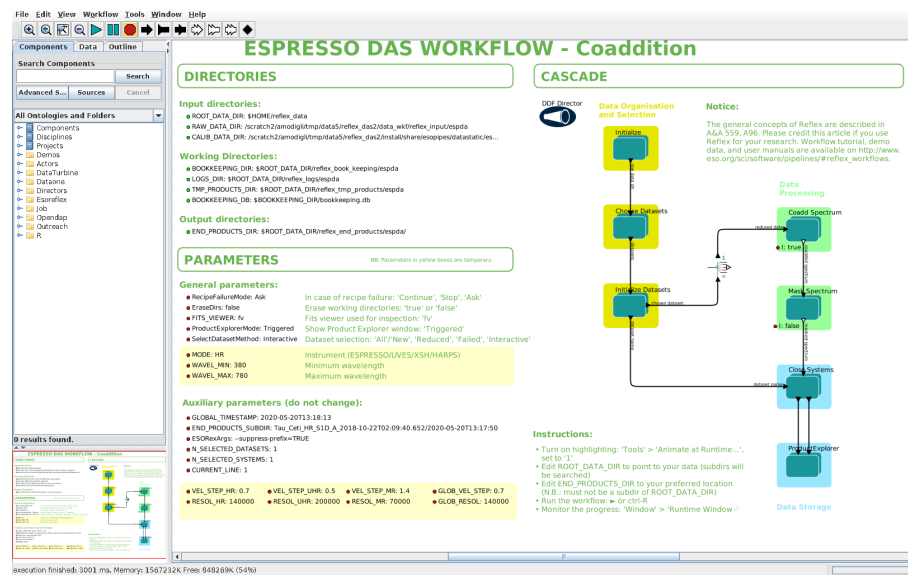 File Edit View Workflow Tools Window Help
Components Data Outline
Search Components
Search
Advanced S... Sources Cancel
All Ontologies and Folders
Components
Disciplines
Projects
Demos
Actors
DataTurbine
Dataone
Directors
Esoreflex
Job
Opendap
Outreach
R
0 results found.
ESPRESSO DAS WORKFLOW - Coaddition
DIRECTORIES
Input directories:
ROOT_DATA_DIR: $HOME/reflex_data
RAW_DATA_DIR: /scratch2/amodigli/tmp/data5/reflex_das2/data_wkf/reflex_input/espda
CALIB_DATA_DIR: /scratch2/amodigli/tmp/data5/reflex_das2/install/share/esopipes/datastatic/es...
Working Directories:
BOOKKEEPING_DIR: $ROOT_DATA_DIR/reflex_book_keeping/espda
LOGS_DIR: $ROOT_DATA_DIR/reflex_logs/espda
TMP_PRODUCTS_DIR: $ROOT_DATA_DIR/reflex_tmp_products/espda
BOOKKEEPING_DB: $BOOKKEEPING_DIR/bookkeeping.db
Output directories:
END_PRODUCTS_DIR: $ROOT_DATA_DIR/reflex_end_products/espda/
PARAMETERS
NB: Parameters in yellow boxes are temporary.
General parameters:
RecipeFailureMode: Ask In case of recipe failure: 'Continue', 'Stop', 'Ask'
EraseDirs: false Erase working directories: 'true' or 'false'
FITS_VIEWER: fv Fits viewer used for inspection: 'fv'
ProductExplorerMode: Triggered Show Product Explorer window: 'Triggered'
SelectDatasetMethod: Interactive Dataset selection: 'All'/'New', 'Reduced', 'Failed', 'Interactive'
MODE: HR Instrument (ESPRESSO/UVES/XSH/HARPS)
WAVEL_MIN: 380 Minimum wavelength
WAVEL_MAX: 780 Maximum wavelength
Auxiliary parameters (do not change):
GLOBAL_TIMESTAMP: 2020-05-20T13:18:13
END_PRODUCTS_SUBDIR: Tau_Ceti_HR_S1D_A_2018-10-22T02:09:40.652/2020-05-20T13:17:50
ESORexArgs: --suppress-prefix=TRUE
N_SELECTED_DATASETS: 1
N_SELECTED_SYSTEMS: 1
CURRENT_LINE: 1
VEL_STEP_HR: 0.7 VEL_STEP_UHR: 0.5 VEL_STEP_MR: 1.4 GLOB_VEL_STEP: 0.7
RESOL_HR: 140000 RESOL_UHR: 200000 RESOL_MR: 70000 GLOB_RESOL: 140000
CASCADE
DDF Director
Data Organisation
and Selection
Initialize
Choose Datasets
Initialize Datasets
chosen dataset
dataset name
Notice:
The general concepts of Reflex are described in
A&A 559, A96. Please credit this article if you use
Reflex for your research. Workflow tutorial, demo
data, and user manuals are available on http://www.
eso.org/sci/software/pipelines/#reflex_workflows.
Data
Processing
Coadd Spectrum
reduced data
I: true
Mask Spectrum
I: false
Close Systems
dataset name
ProductExplorer
Data Storage
Instructions:
• Turn on highlighting: 'Tools' > 'Animate at Runtime...',
set to '1'
• Edit ROOT_DATA_DIR to point to your data (subdirs will
be searched)
• Edit END_PRODUCTS_DIR to your preferred location
(N.B.: must not be a subdir of ROOT_DATA_DIR)
• Run the workflow: ► or ctrl-R
• Monitor the progress: 'Window' > 'Runtime Window -'
execution finished: 3001 ms. Memory: 1567232K Free: 848269K (54%)